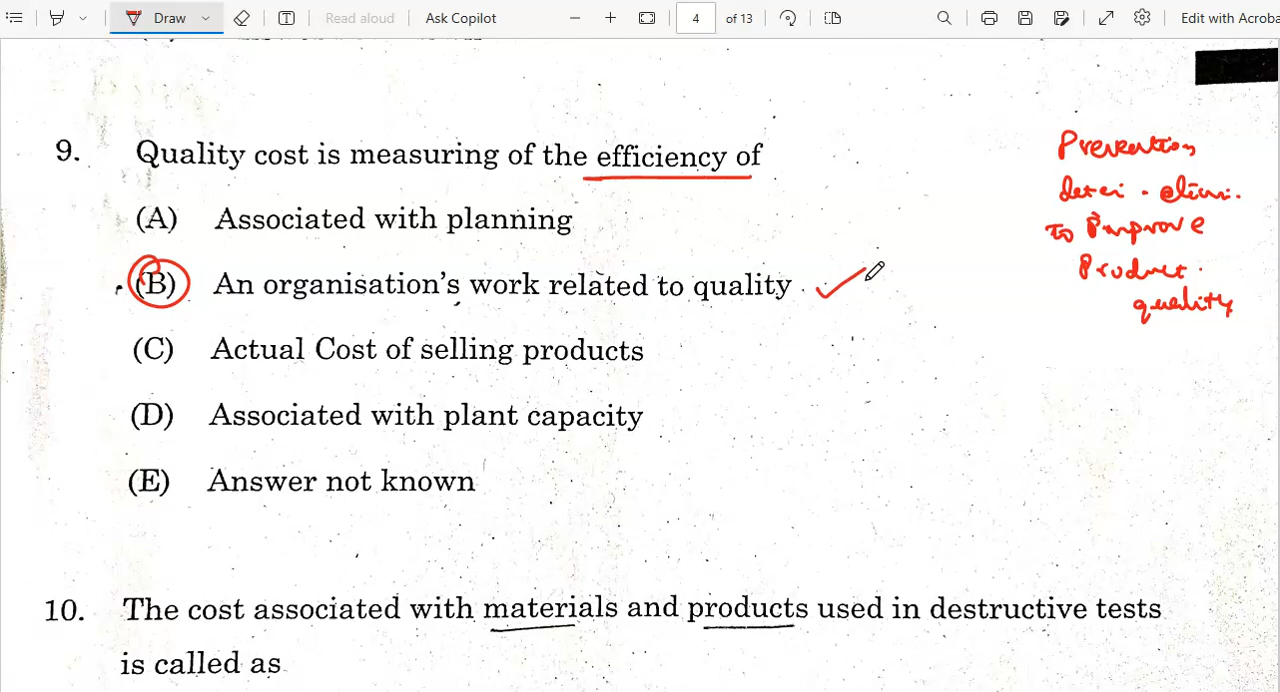 Draw
Read aloud
Ask Copilot
4
of 13
Edit with Acroba
9. Quality cost is measuring of the efficiency of
(A) Associated with planning
(B) An organisation's work related to quality
(C) Actual Cost of selling products
(D) Associated with plant capacity
(E) Answer not known
Prevention
to improve
Product
quality
10. The cost associated with materials and products used in destructive tests
is called as